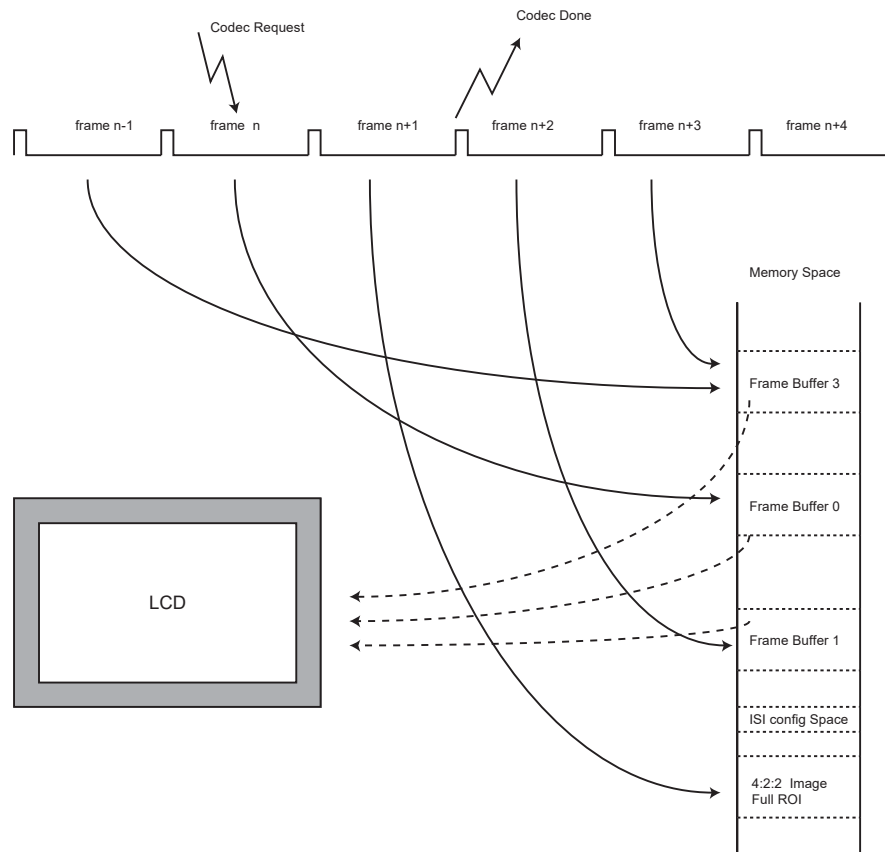 Codec Request
Codec Done
frame n-1
frame n
frame n+1
frame n+2
frame n+3
frame n+4
Memory Space
Frame Buffer 3
Frame Buffer 0
LCD
Frame Buffer 1
ISI config Space
4:2:2 Image
Full ROI